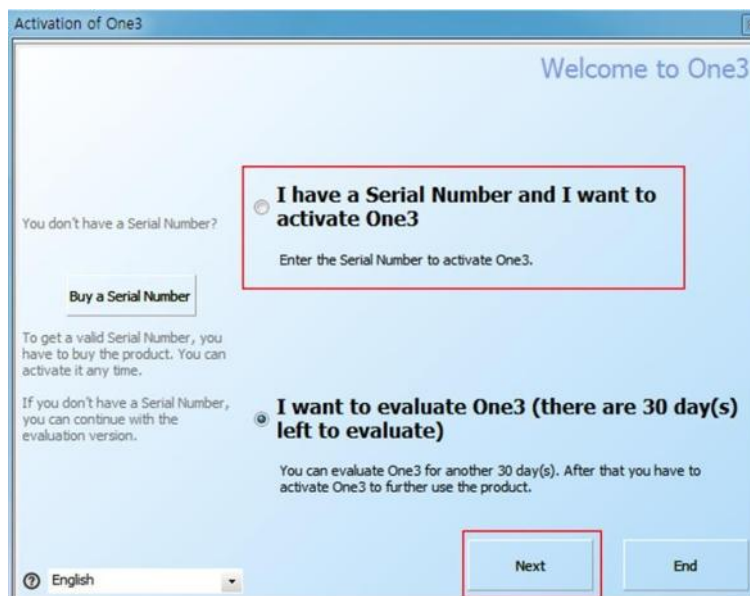 Activation of One3
Welcome to One3
I have a Serial Number and I want to
activate One3
Enter the Serial Number to activate One3.
You don't have a Serial Number?
Buy a Serial Number
To get a valid Serial Number, you
have to buy the product. You can
activate it any time.
If you don't have a Serial Number,
you can continue with the
evaluation version.
I want to evaluate One3 (there are 30 day(s)
left to evaluate)
You can evaluate One3 for another 30 day(s). After that you have to
activate One3 to further use the product.
Next
End
? English